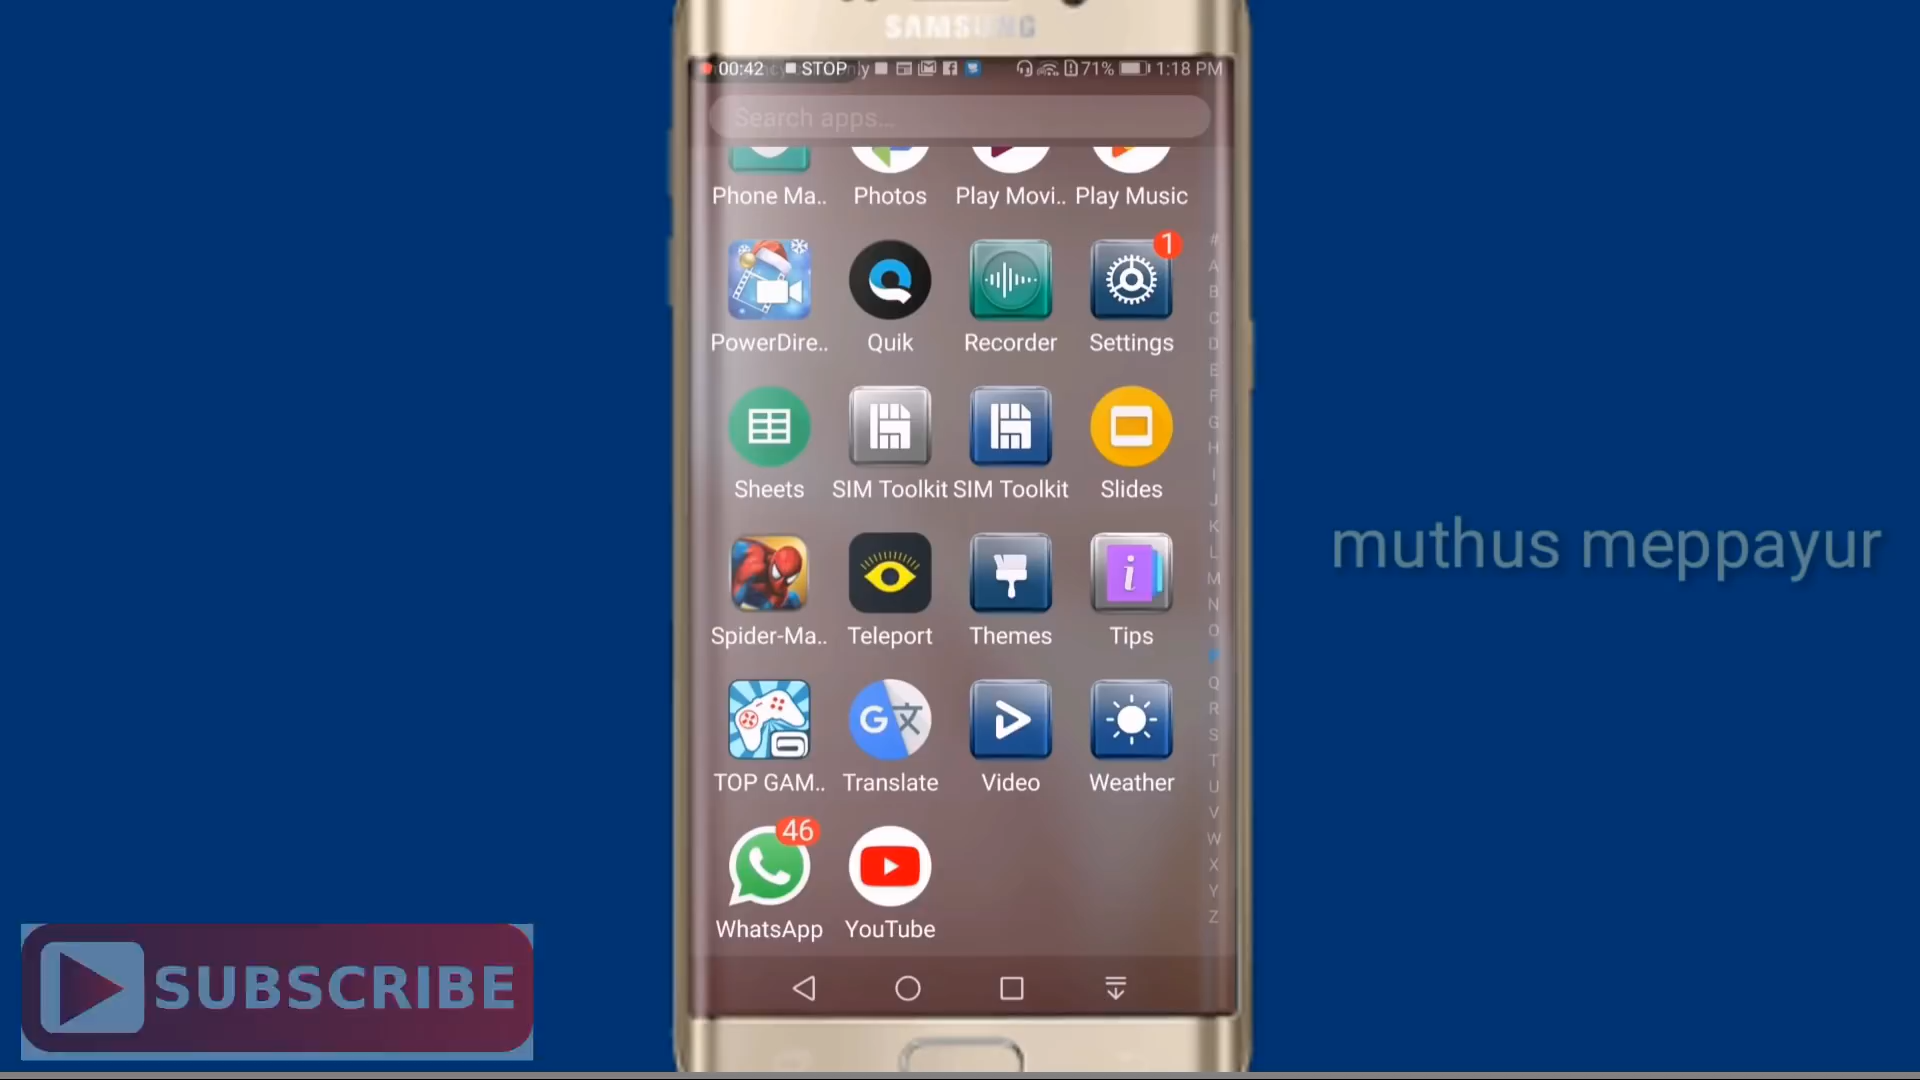 SAMSUNG
00:42 STOP ly 71% 1:18 PM
Search apps...
Phone Ma.. Photos Play Movi.. Play Music
1
PowerDire.. Quik Recorder Settings
Sheets SIM Toolkit SIM Toolkit Slides
Spider-Ma.. Teleport Themes Tips
TOP GAM.. Translate Video Weather
46
WhatsApp YouTube
#
A
B
C
D
E
F
G
H
I
J
K
L
M
N
O
Q
R
S
T
U
V
W
X
Y
Z
muthus meppayur
SUBSCRIBE